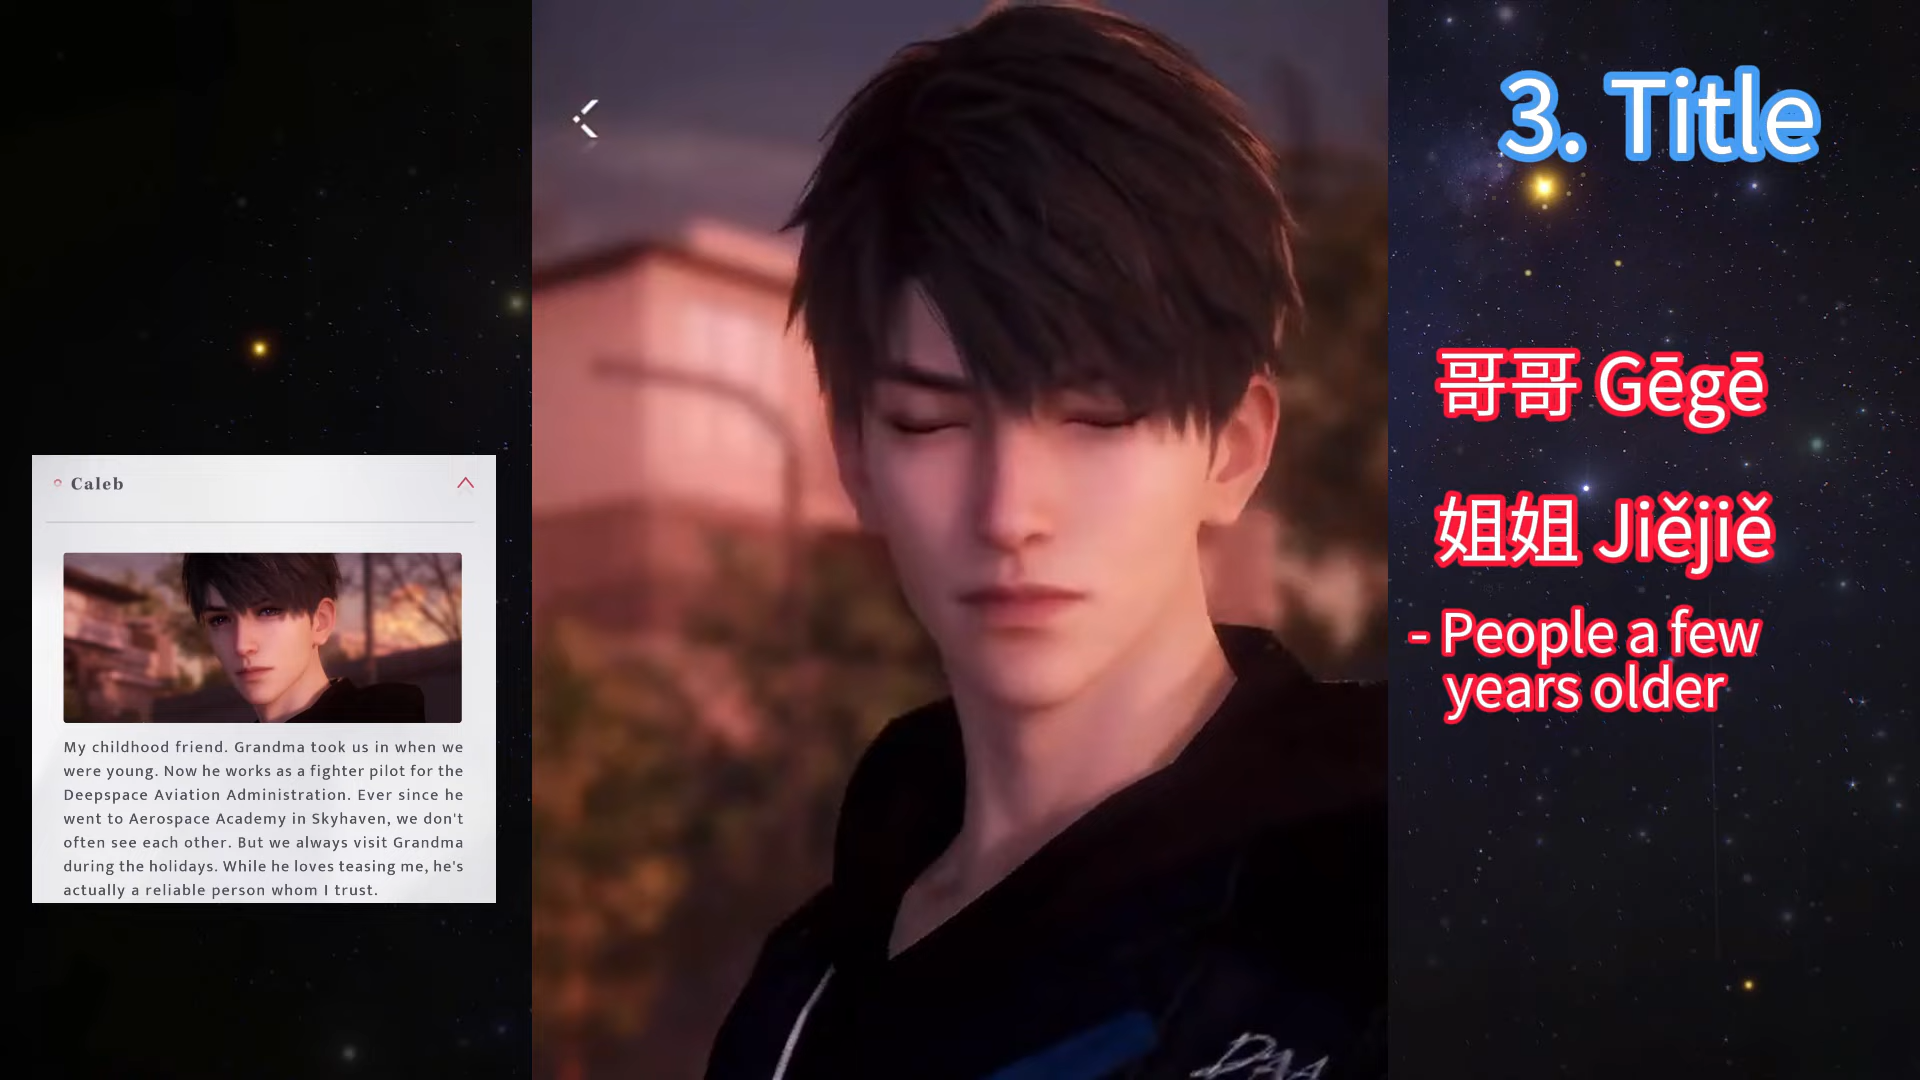 Caleb
My childhood friend. Grandma took us in when we
were young. Now he works as a fighter pilot for the
Deepspace Aviation Administration. Ever since he
went to Aerospace Academy in Skyhaven, we don't
often see each other. But we always visit Grandma
during the holidays. While he loves teasing me, he's
actually a reliable person whom I trust.
DAA
3. Title
哥哥 Gēgē
姐姐 Jiějiě
- People a few
years older